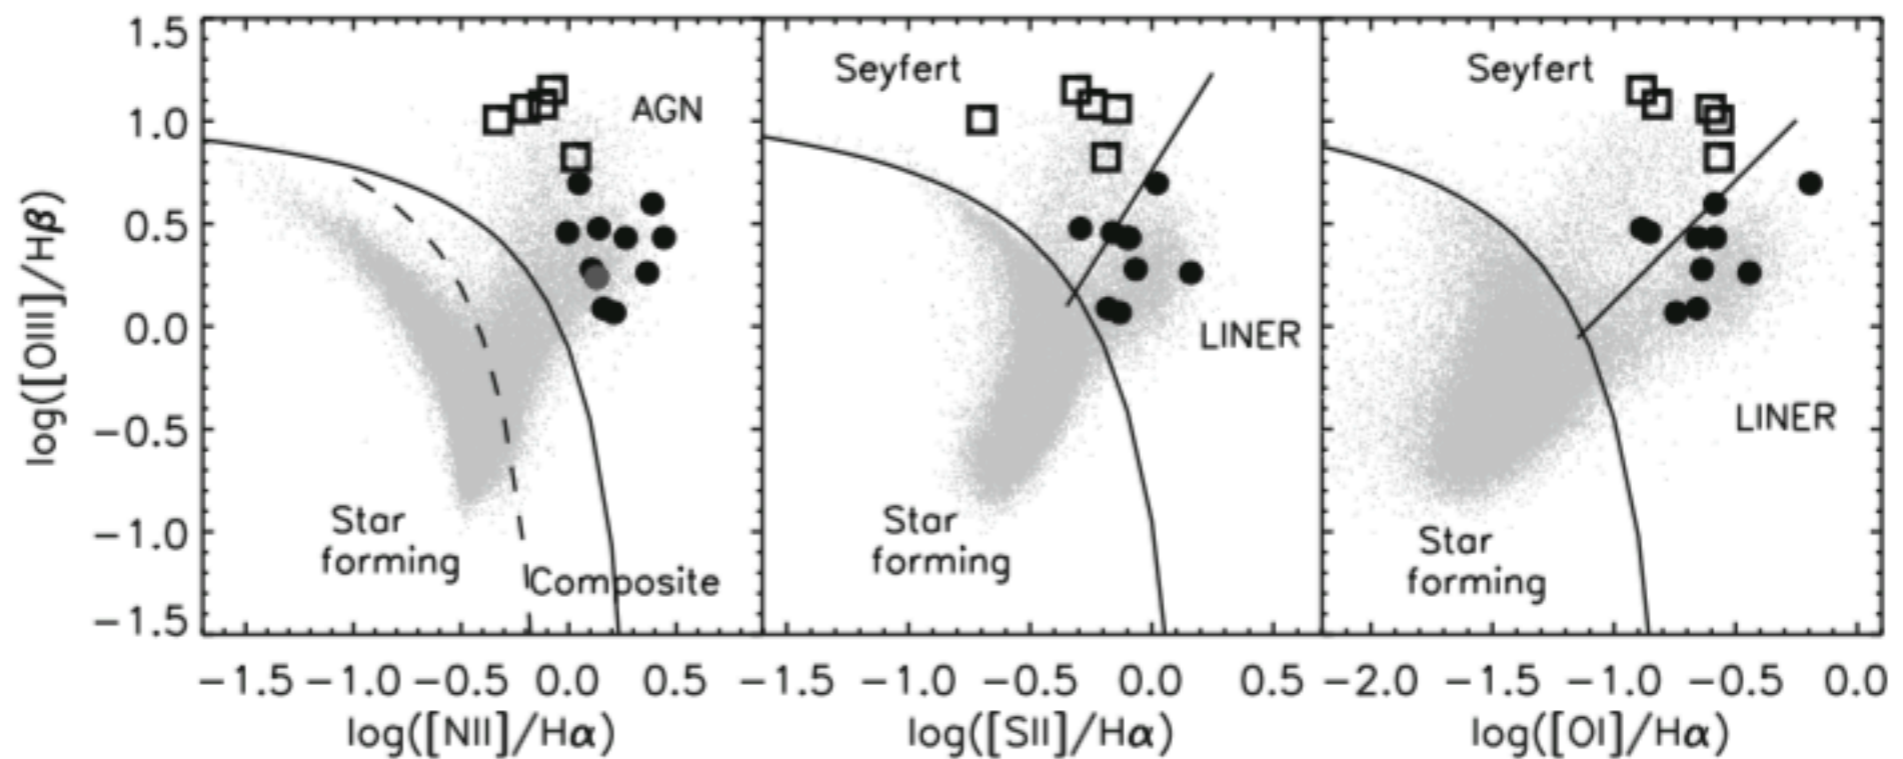 1.5
1.0
0.5
0.0
−0.5
−1.0
−1.5
log([OIII]/Hβ)
AGN
Star
forming
Composite
−1.5 −1.0 −0.5 0.0 0.5
log([NII]/Hα)
Seyfert
LINER
Star
forming
−1.5 −1.0 −0.5 0.0 0.5
log([SII]/Hα)
Seyfert
LINER
Star
forming
−2.0 −1.5 −1.0 −0.5 0.0
log([OI]/Hα)